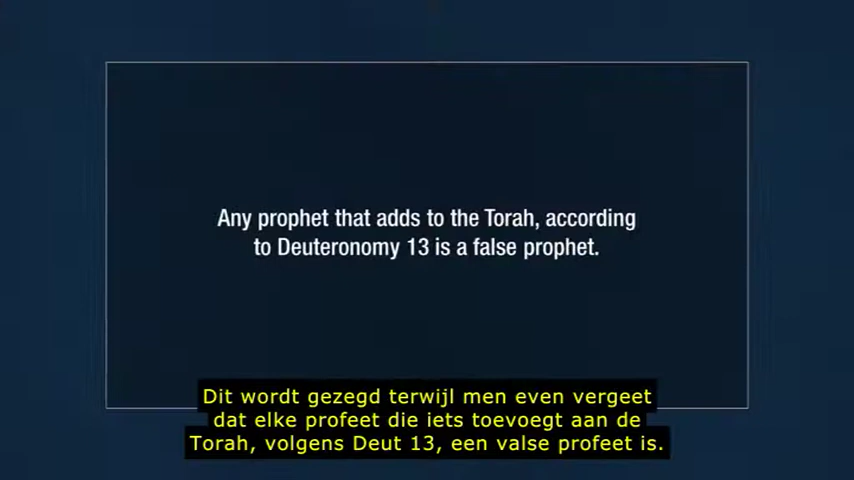 Any prophet that adds to the Torah, according
to Deuteronomy 13 is a false prophet.
Dit wordt gezegd terwijl men even vergeet
dat elke profeet die iets toevoegt aan de
Torah, volgens Deut 13, een valse profeet is.